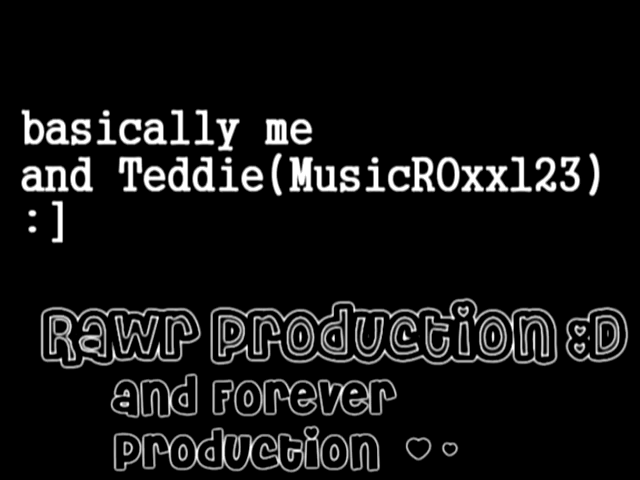 basically me
and Teddie(MusicROxx123)
:]
Rawr Production :D
and Forever
Production ♡♡